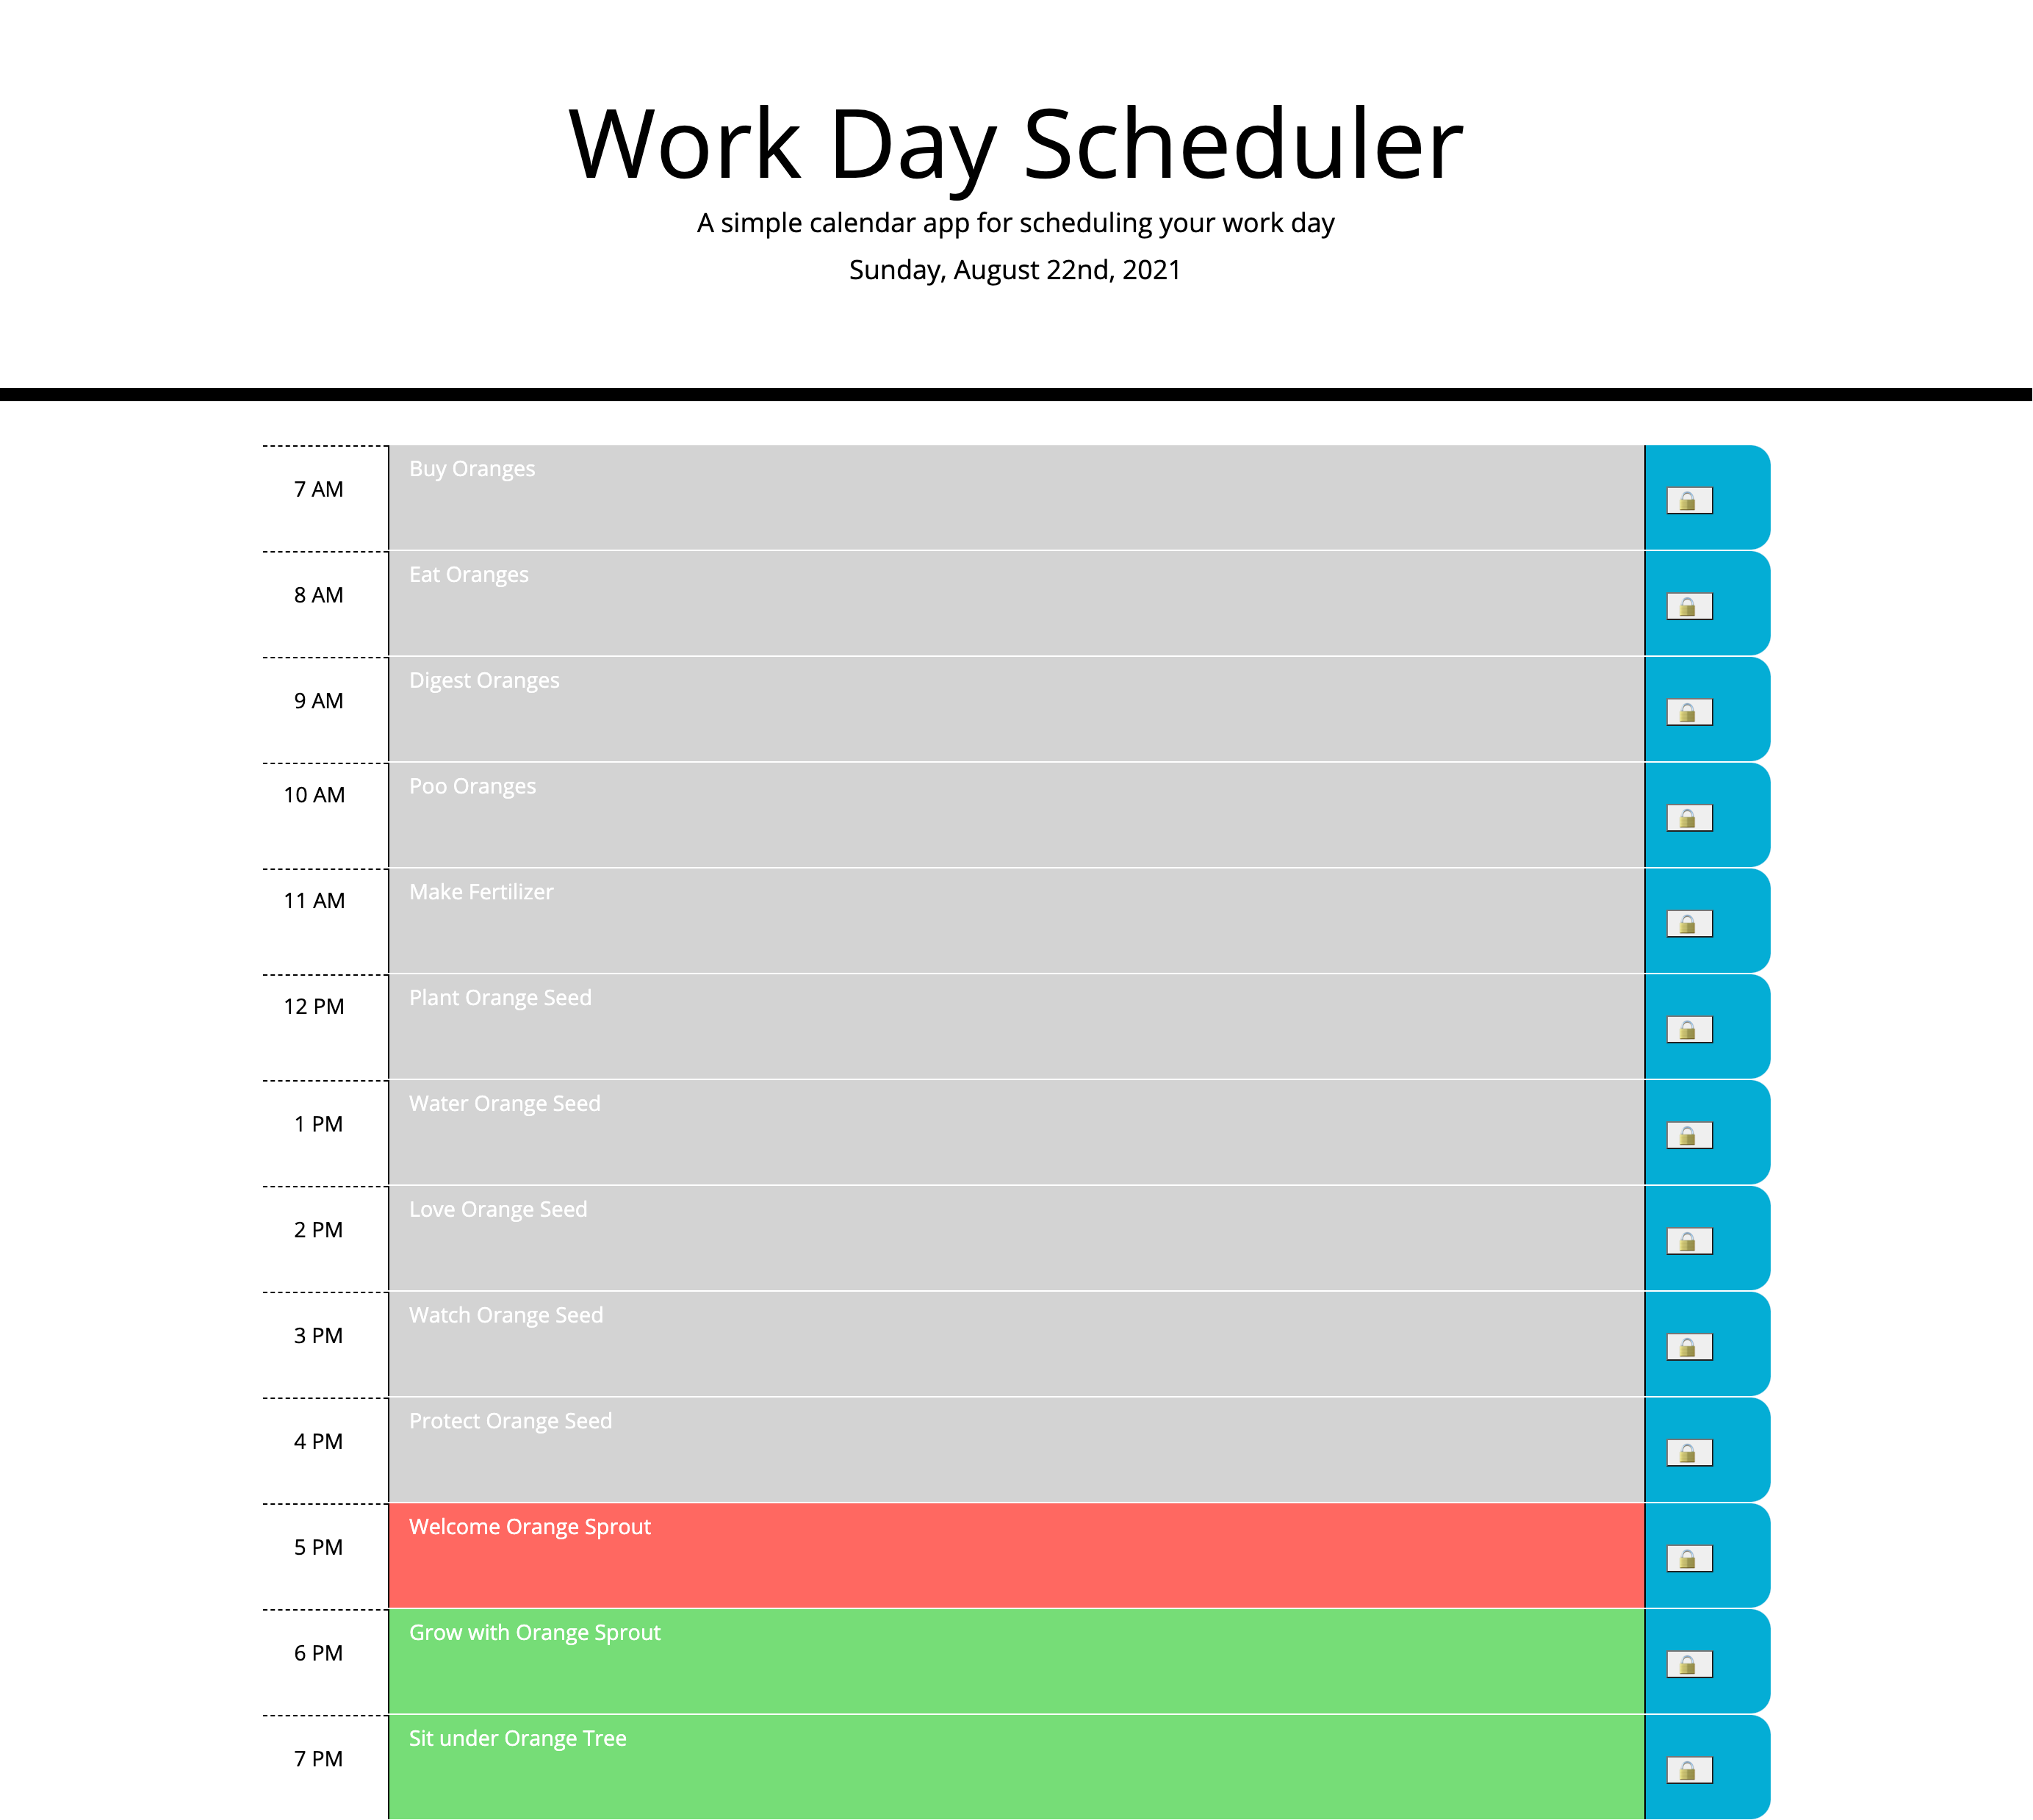 Work Day Scheduler
A simple calendar app for scheduling your work day
Sunday, August 22nd, 2021
7 AM Buy Oranges
8 AM Eat Oranges
9 AM Digest Oranges
10 AM Poo Oranges
11 AM Make Fertilizer
12 PM Plant Orange Seed
1 PM Water Orange Seed
2 PM Love Orange Seed
3 PM Watch Orange Seed
4 PM Protect Orange Seed
5 PM Welcome Orange Sprout
6 PM Grow with Orange Sprout
7 PM Sit under Orange Tree